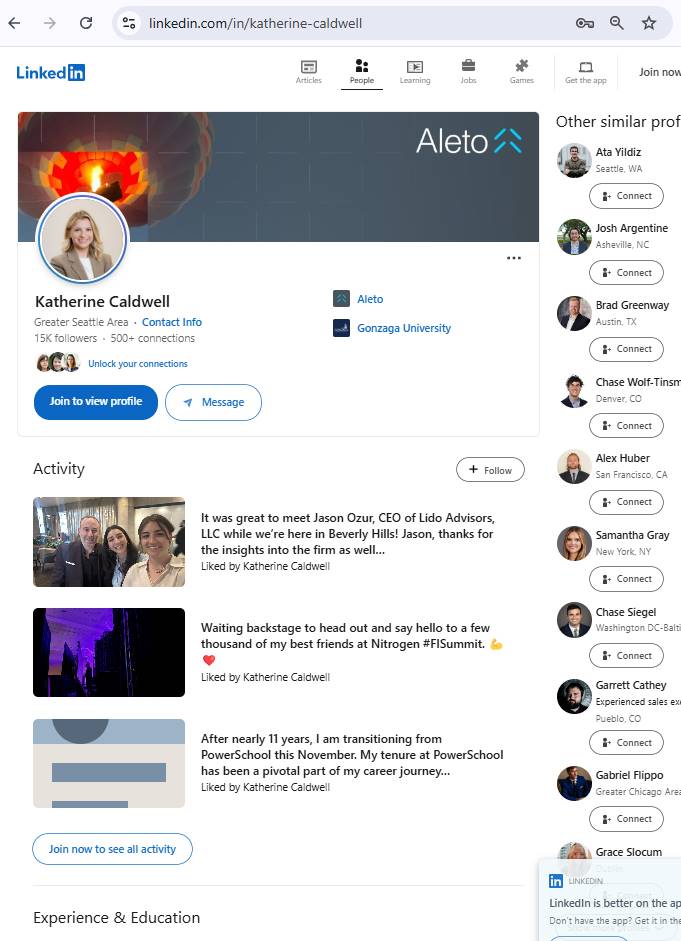 linkedin.com/in/katherine-caldwell
Linkedin
Articles
People
Learning
Jobs
Games
Get the app
Join now
Aleto
Katherine Caldwell
Greater Seattle Area · Contact Info
15K followers · 500+ connections
Unlock your connections
Join to view profile
Message
Aleto
Gonzaga University
Activity
+ Follow
It was great to meet Jason Ozur, CEO of Lido Advisors,
LLC while we're here in Beverly Hills! Jason, thanks for
the insights into the firm as well...
Liked by Katherine Caldwell
Waiting backstage to head out and say hello to a few
thousand of my best friends at Nitrogen #FISummit. 💪
❤️
Liked by Katherine Caldwell
After nearly 11 years, I am transitioning from
PowerSchool this November. My tenure at PowerSchool
has been a pivotal part of my career journey...
Liked by Katherine Caldwell
Join now to see all activity
Experience & Education
Other similar prof
Ata Yildiz
Seattle, WA
Connect
Josh Argentine
Asheville, NC
Connect
Brad Greenway
Austin, TX
Connect
Chase Wolf-Tinsm
Denver, CO
Connect
Alex Huber
San Francisco, CA
Connect
Samantha Gray
New York, NY
Connect
Chase Siegel
Washington DC-Balti
Connect
Garrett Cathey
Experienced sales exe
Pueblo, CO
Connect
Gabriel Flippo
Greater Chicago Area
Connect
Grace Slocum
LINKEDIN
LinkedIn is better on the ap
Don't have the app? Get it in the